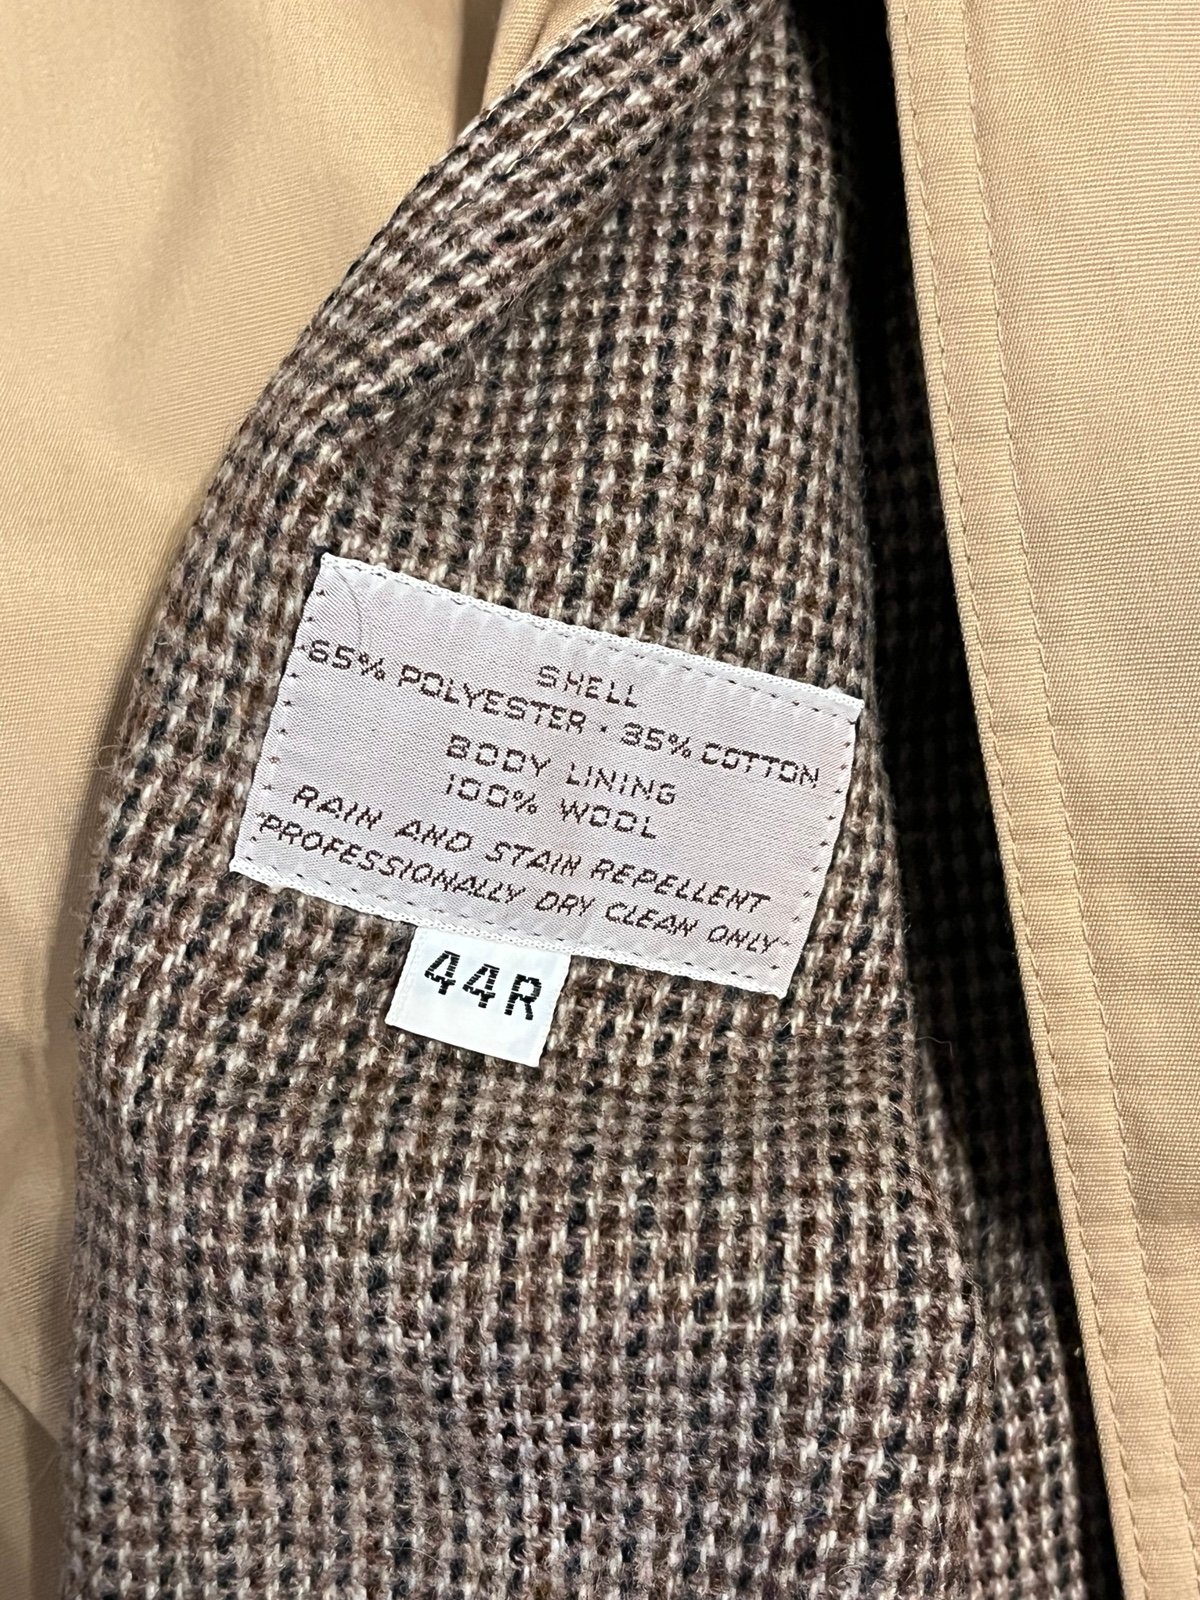 SHELL
65% POLYESTER · 35% COTTON
BODY LINING
100% WOOL
RAIN AND STAIN REPELLENT
"PROFESSIONALLY DRY CLEAN ONLY"
44R